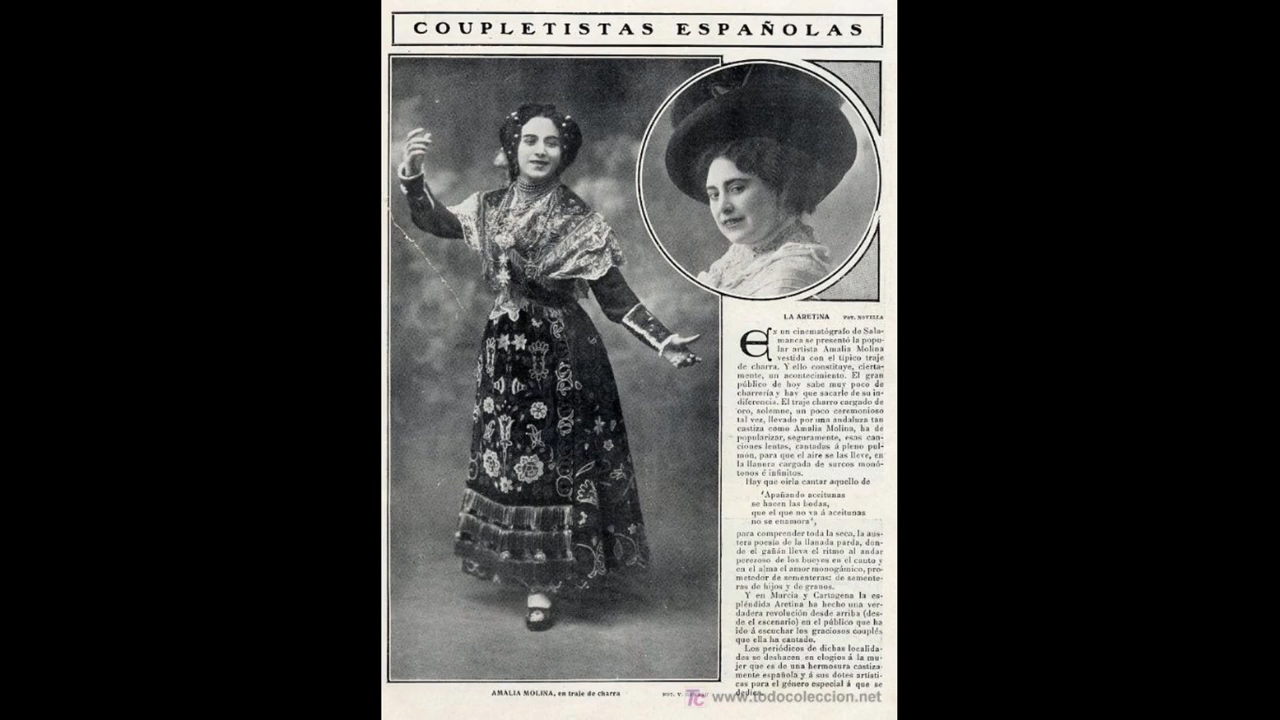 COUPLETISTAS ESPAÑOLAS
LA ARETINA FOT. NOVELLA
En un cinematógrafo de Sala-
manca se presentó la popu-
lar artista Amalia Molina
vestida con el típico traje
de charra. Y ello constituye, cierta-
mente, un acontecimiento. El gran
público de hoy sabe muy poco de
charrería y hay que sacarle de su in-
diferencia. El traje charro cargado de
oro, solemne, un poco ceremonioso
tal vez, llevado por una andaluza tan
castiza como Amalia Molina, ha de
popularizar, seguramente, esas can-
ciones lentas, cantadas á pleno pul-
món, para que el aire se las lleve, en
la llanura cargada de surcos monó-
tonos é infinitos.
Hay que oirla cantar aquello de
'Apañando aceitunas
se hacen las bodas,
que el que no va á aceitunas
no se enamora',
para comprender toda la seca, la aus-
tera poesía de la llanada parda, don-
de el gañán lleva el ritmo al andar
perezoso de los bueyes en el canto y
en el alma el amor monogámico, pro-
metedor de sementeras: de semente-
ras de hijos y de granos.
Y en Murcia y Cartagena la es-
pléndida Aretina ha hecho una ver-
dadera revolución desde arriba (des-
de el escenario) en el público que ha
ido á escuchar los graciosos couplés
que ella ha cantado.
Los periódicos de dichas localida-
des se deshacen en elogios á la mu-
jer que es de una hermosura castiza-
mente española y á sus dotes artísti-
cas para el género especial á que se
dedica.
AMALIA MOLINA, en traje de charra FOT. V.
TC www.todocoleccion.net